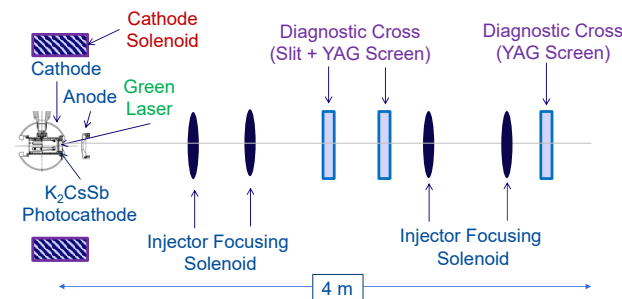 Cathode
Solenoid
Cathode
Anode
Green
Laser
K₂CsSb
Photocathode
Diagnostic Cross
(Slit + YAG Screen)
Diagnostic Cross
(YAG Screen)
Injector Focusing
Solenoid
Injector Focusing
Solenoid
4 m